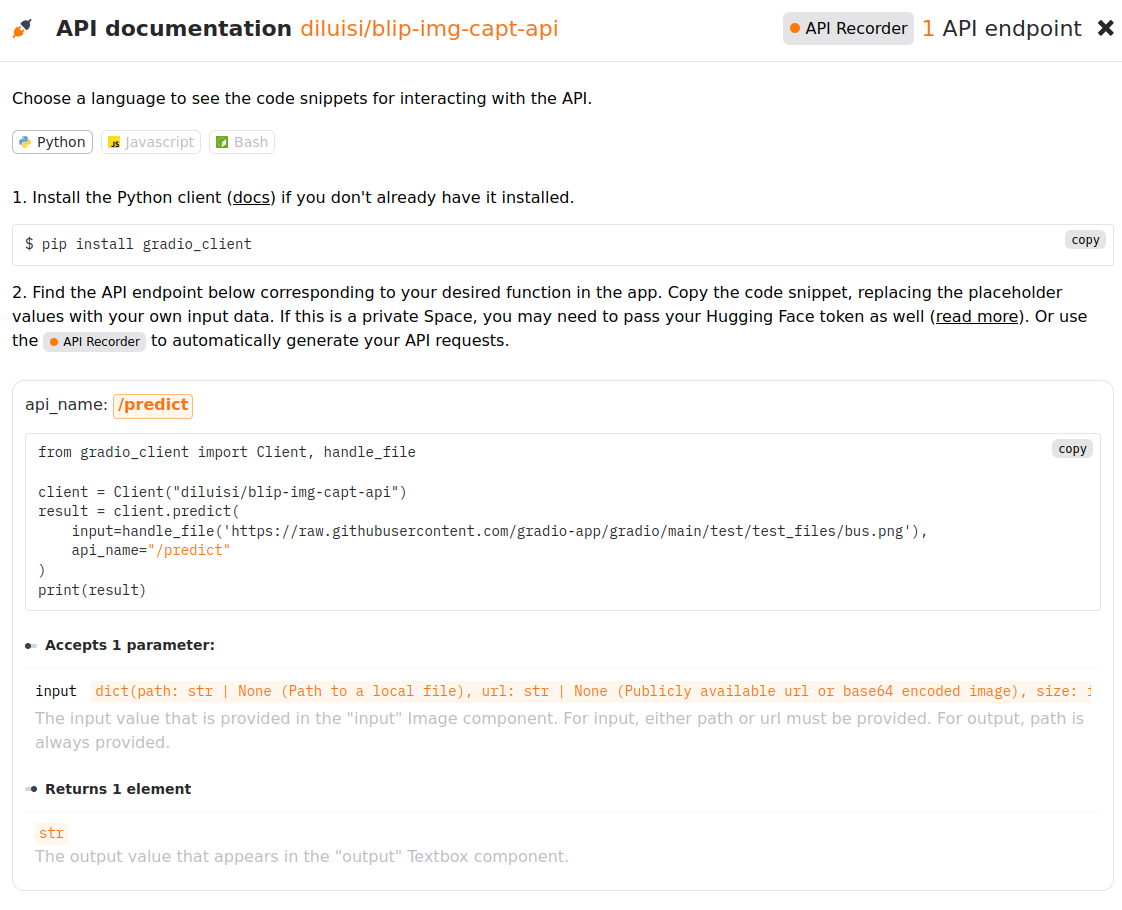 API documentation diluisi/blip-img-capt-api API Recorder 1 API endpoint
Choose a language to see the code snippets for interacting with the API.
Python Javascript Bash
1. Install the Python client (docs) if you don't already have it installed.
$ pip install gradio_client
copy
2. Find the API endpoint below corresponding to your desired function in the app. Copy the code snippet, replacing the placeholder
values with your own input data. If this is a private Space, you may need to pass your Hugging Face token as well (read more). Or use
the API Recorder to automatically generate your API requests.
api_name: /predict
from gradio_client import Client, handle_file
copy
client = Client("diluisi/blip-img-capt-api")
result = client.predict(
input=handle_file('https://raw.githubusercontent.com/gradio-app/gradio/main/test/test_files/bus.png'),
api_name="/predict"
)
print(result)
Accepts 1 parameter:
input dict(path: str | None (Path to a local file), url: str | None (Publicly available url or base64 encoded image), size:
The input value that is provided in the "input" Image component. For input, either path or url must be provided. For output, path is
always provided.
Returns 1 element
str
The output value that appears in the "output" Textbox component.